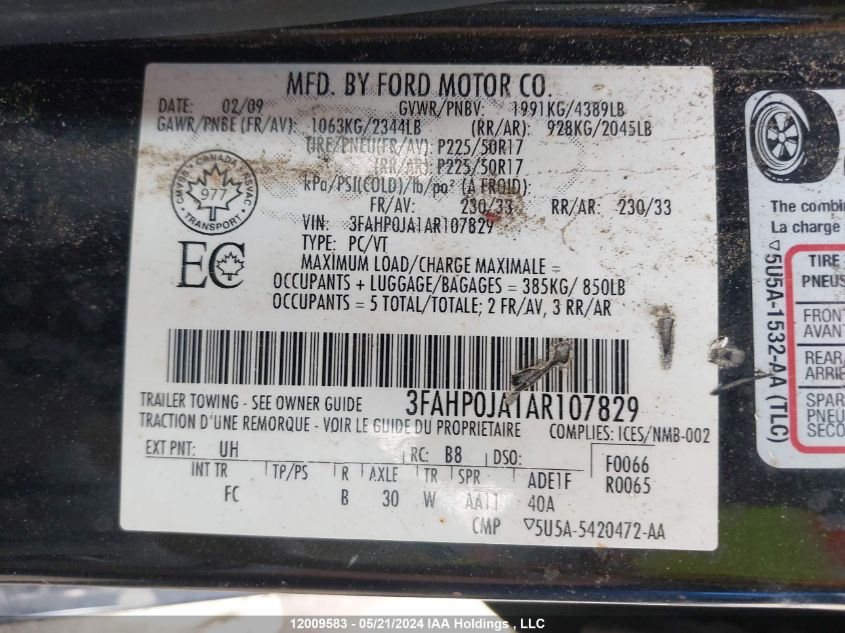 MFD. BY FORD MOTOR CO.
DATE: 02/09 GVWR/PNBV: 1991KG/4389LB
GAWR/PNBE (FR/AV): 1063KG/2344LB (RR/AR): 928KG/2045LB
TIRE/PNEU(FR/AV): P225/50R17
(RR/AR): P225/50R17
kPa/PSI(COLD)/lb/po² (A FROID):
FR/AV: 230/33 RR/AR: 230/33
CANADA
977
TRANSPORT
VIN: 3FAHP0JA1AR107829
TYPE: PC/VT
EC
MAXIMUM LOAD/CHARGE MAXIMALE =
OCCUPANTS + LUGGAGE/BAGAGES = 385KG/ 850LB
OCCUPANTS = 5 TOTAL/TOTALE; 2 FR/AV, 3 RR/AR
3FAHP0JA1AR107829
TRAILER TOWING - SEE OWNER GUIDE
TRACTION D'UNE REMORQUE - VOIR LE GUIDE DU PROPRIETAIRE
COMPLIES: ICES/NMB-002
EXT PNT: UH RC: B8 DSO: F0066
INT TR TP/PS R AXLE TR SPR ADE1F R0065
FC B 30 W AA11 40A
CMP ▽5U5A-5420472-AA
The combin
La charge
▽5U5A-1532-AA (TLC)
TIRE
PNEUS
FRONT
AVANT
REAR/
ARRIE
SPAR
PNEU
SECO
12009583 - 05/21/2024 IAA Holdings , LLC